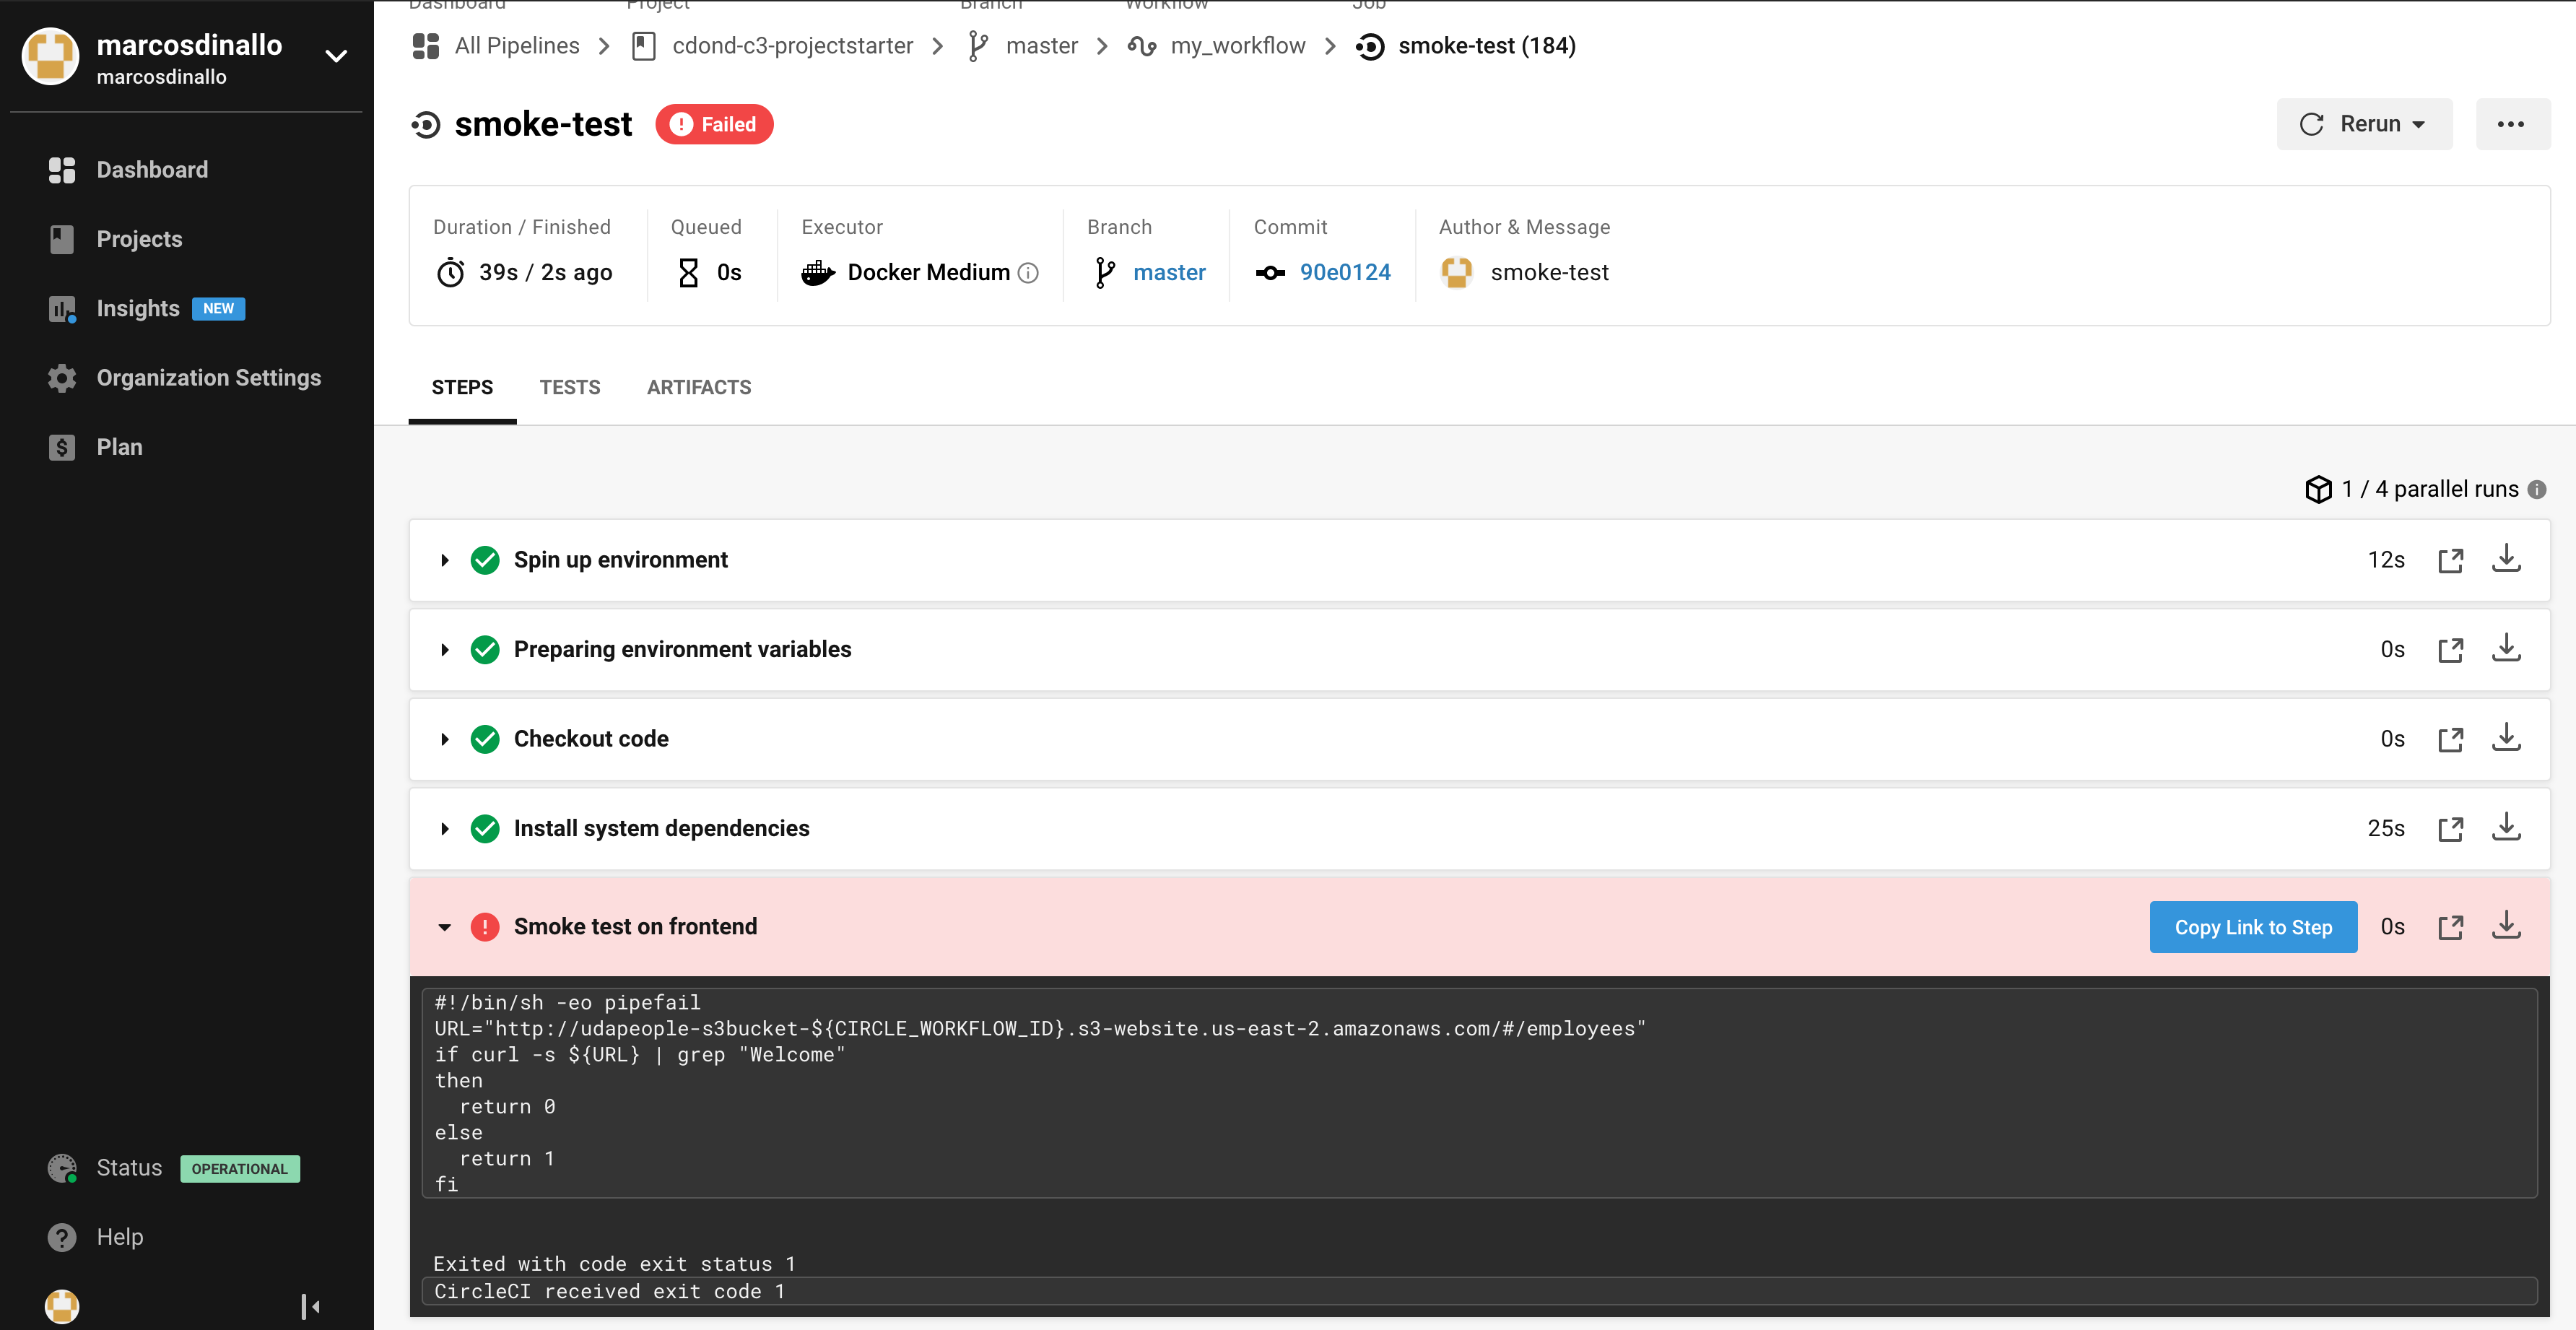 marcosdinallo
marcosdinallo
Dashboard
Projects
Insights NEW
Organization Settings
Plan
Status OPERATIONAL
Help
Dashboard Project Branch Workflow Job
All Pipelines cdond-c3-projectstarter master my_workflow smoke-test (184)
smoke-test Failed
Rerun
Duration / Finished Queued Executor Branch Commit Author & Message
39s / 2s ago 0s Docker Medium master 90e0124 smoke-test
STEPS TESTS ARTIFACTS
1 / 4 parallel runs
Spin up environment 12s
Preparing environment variables 0s
Checkout code 0s
Install system dependencies 25s
Smoke test on frontend Copy Link to Step 0s
#!/bin/sh -eo pipefail
URL="http://udapeople-s3bucket-${CIRCLE_WORKFLOW_ID}.s3-website.us-east-2.amazonaws.com/#/employees"
if curl -s ${URL} | grep "Welcome"
then
  return 0
else
  return 1
fi
Exited with code exit status 1
CircleCI received exit code 1